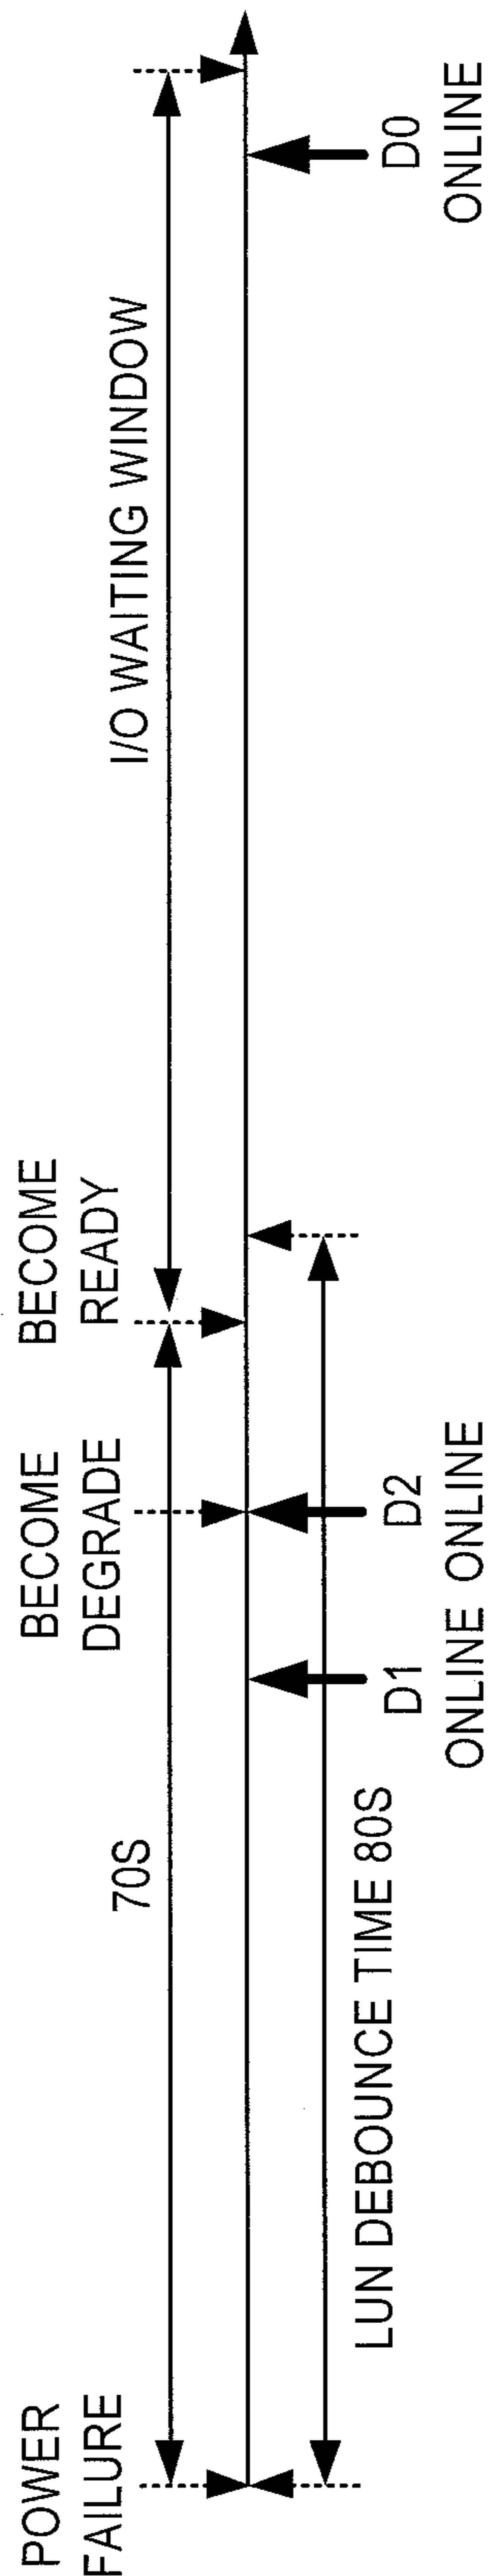 POWER
FAILURE
70S
BECOME
DEGRADE
BECOME
READY
I/O WAITING WINDOW
LUN DEBOUNCE TIME 80S
D1
ONLINE
D2
ONLINE
D0
ONLINE